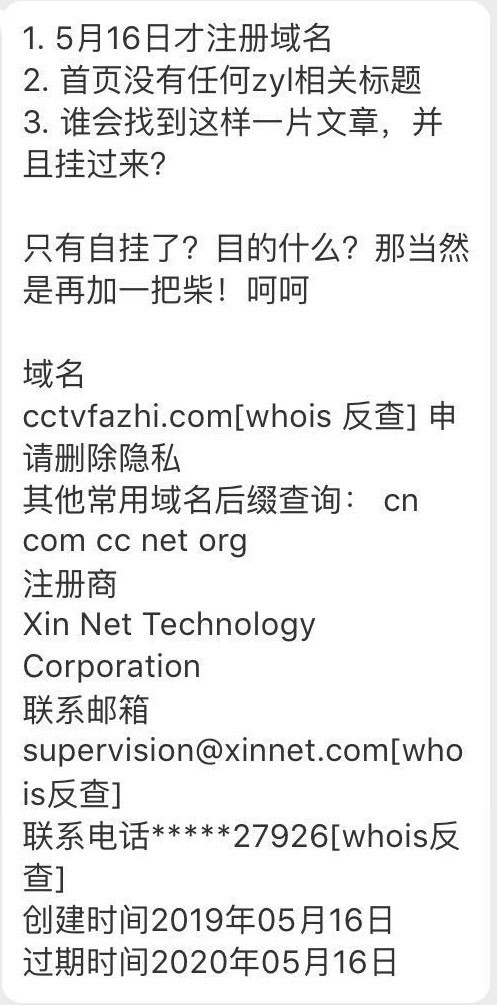 1. 5月16日才注册域名
2. 首页没有任何zyl相关标题
3. 谁会找到这样一片文章，并
且挂过来?
只有自挂了？目的什么？那当然
是再加一把柴！呵呵
域名
cctvfazhi.com[whois 反查] 申
请删除隐私
其他常用域名后缀查询： cn
com cc net org
注册商
Xin Net Technology
Corporation
联系邮箱
supervision@xinnet.com[who
is反查]
联系电话*****27926[whois反
查]
创建时间2019年05月16日
过期时间2020年05月16日